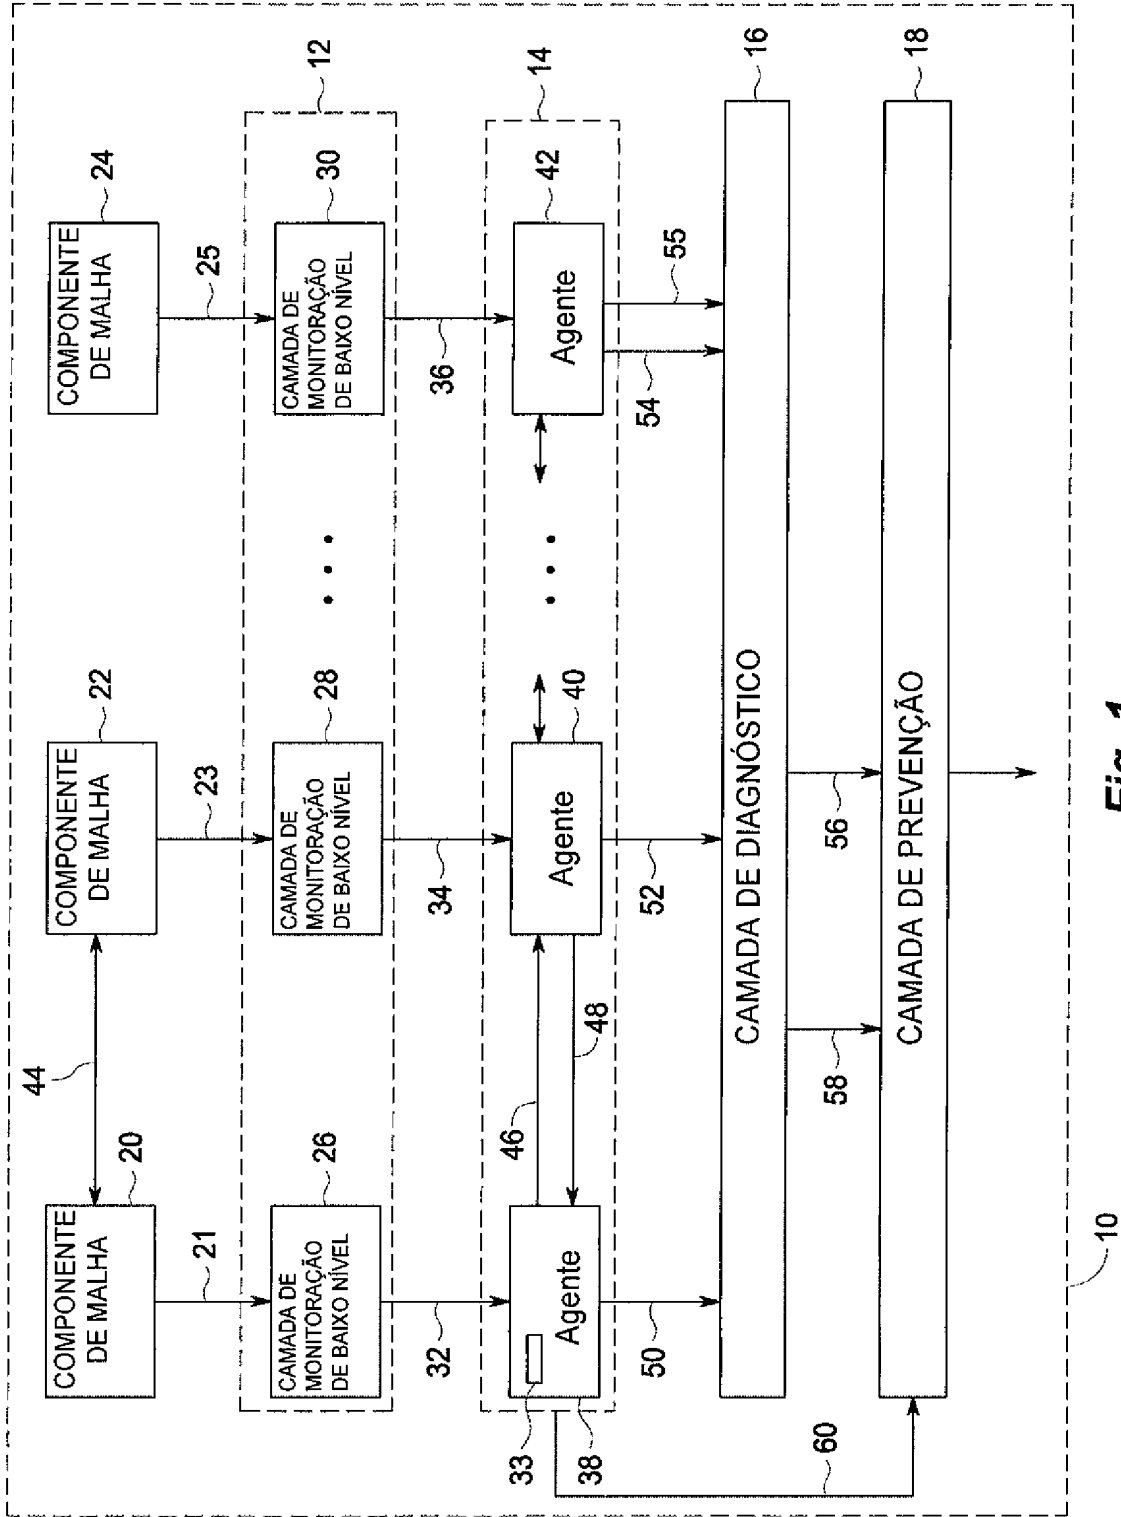 44
COMPONENTE
DE MALHA
20
COMPONENTE
DE MALHA
22
COMPONENTE
DE MALHA
24
21
23
25
12
CAMADA DE
MONITORAÇÃO
DE BAIXO NÍVEL
26
CAMADA DE
MONITORAÇÃO
DE BAIXO NÍVEL
28
CAMADA DE
MONITORAÇÃO
DE BAIXO NÍVEL
30
32
34
36
14
33
38
Agente
46
48
Agente
40
Agente
42
50
52
54
55
16
CAMADA DE DIAGNÓSTICO
58
56
60
18
CAMADA DE PREVENÇÃO
10
Fig. 1